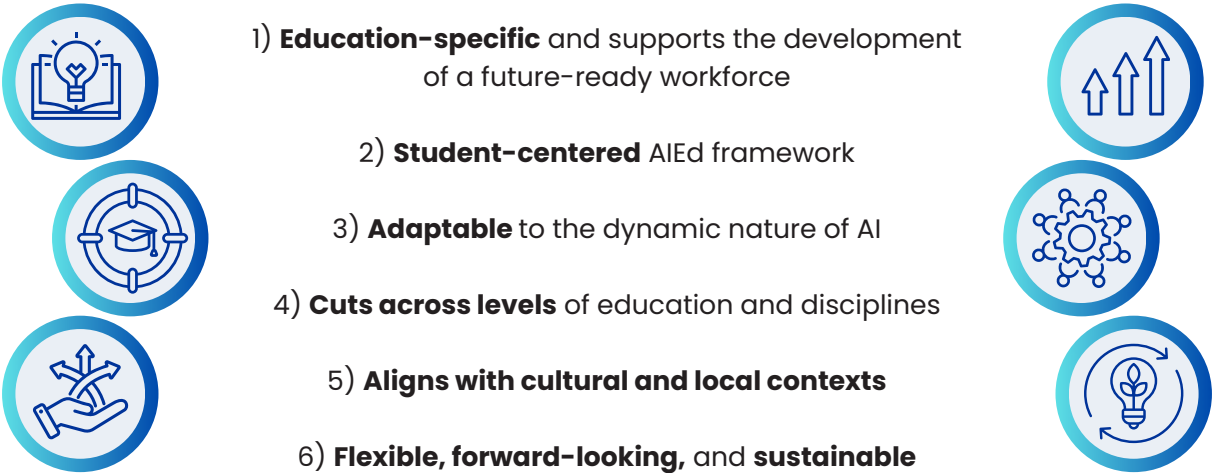 1) Education-specific and supports the development
of a future-ready workforce
2) Student-centered AIEd framework
3) Adaptable to the dynamic nature of AI
4) Cuts across levels of education and disciplines
5) Aligns with cultural and local contexts
6) Flexible, forward-looking, and sustainable